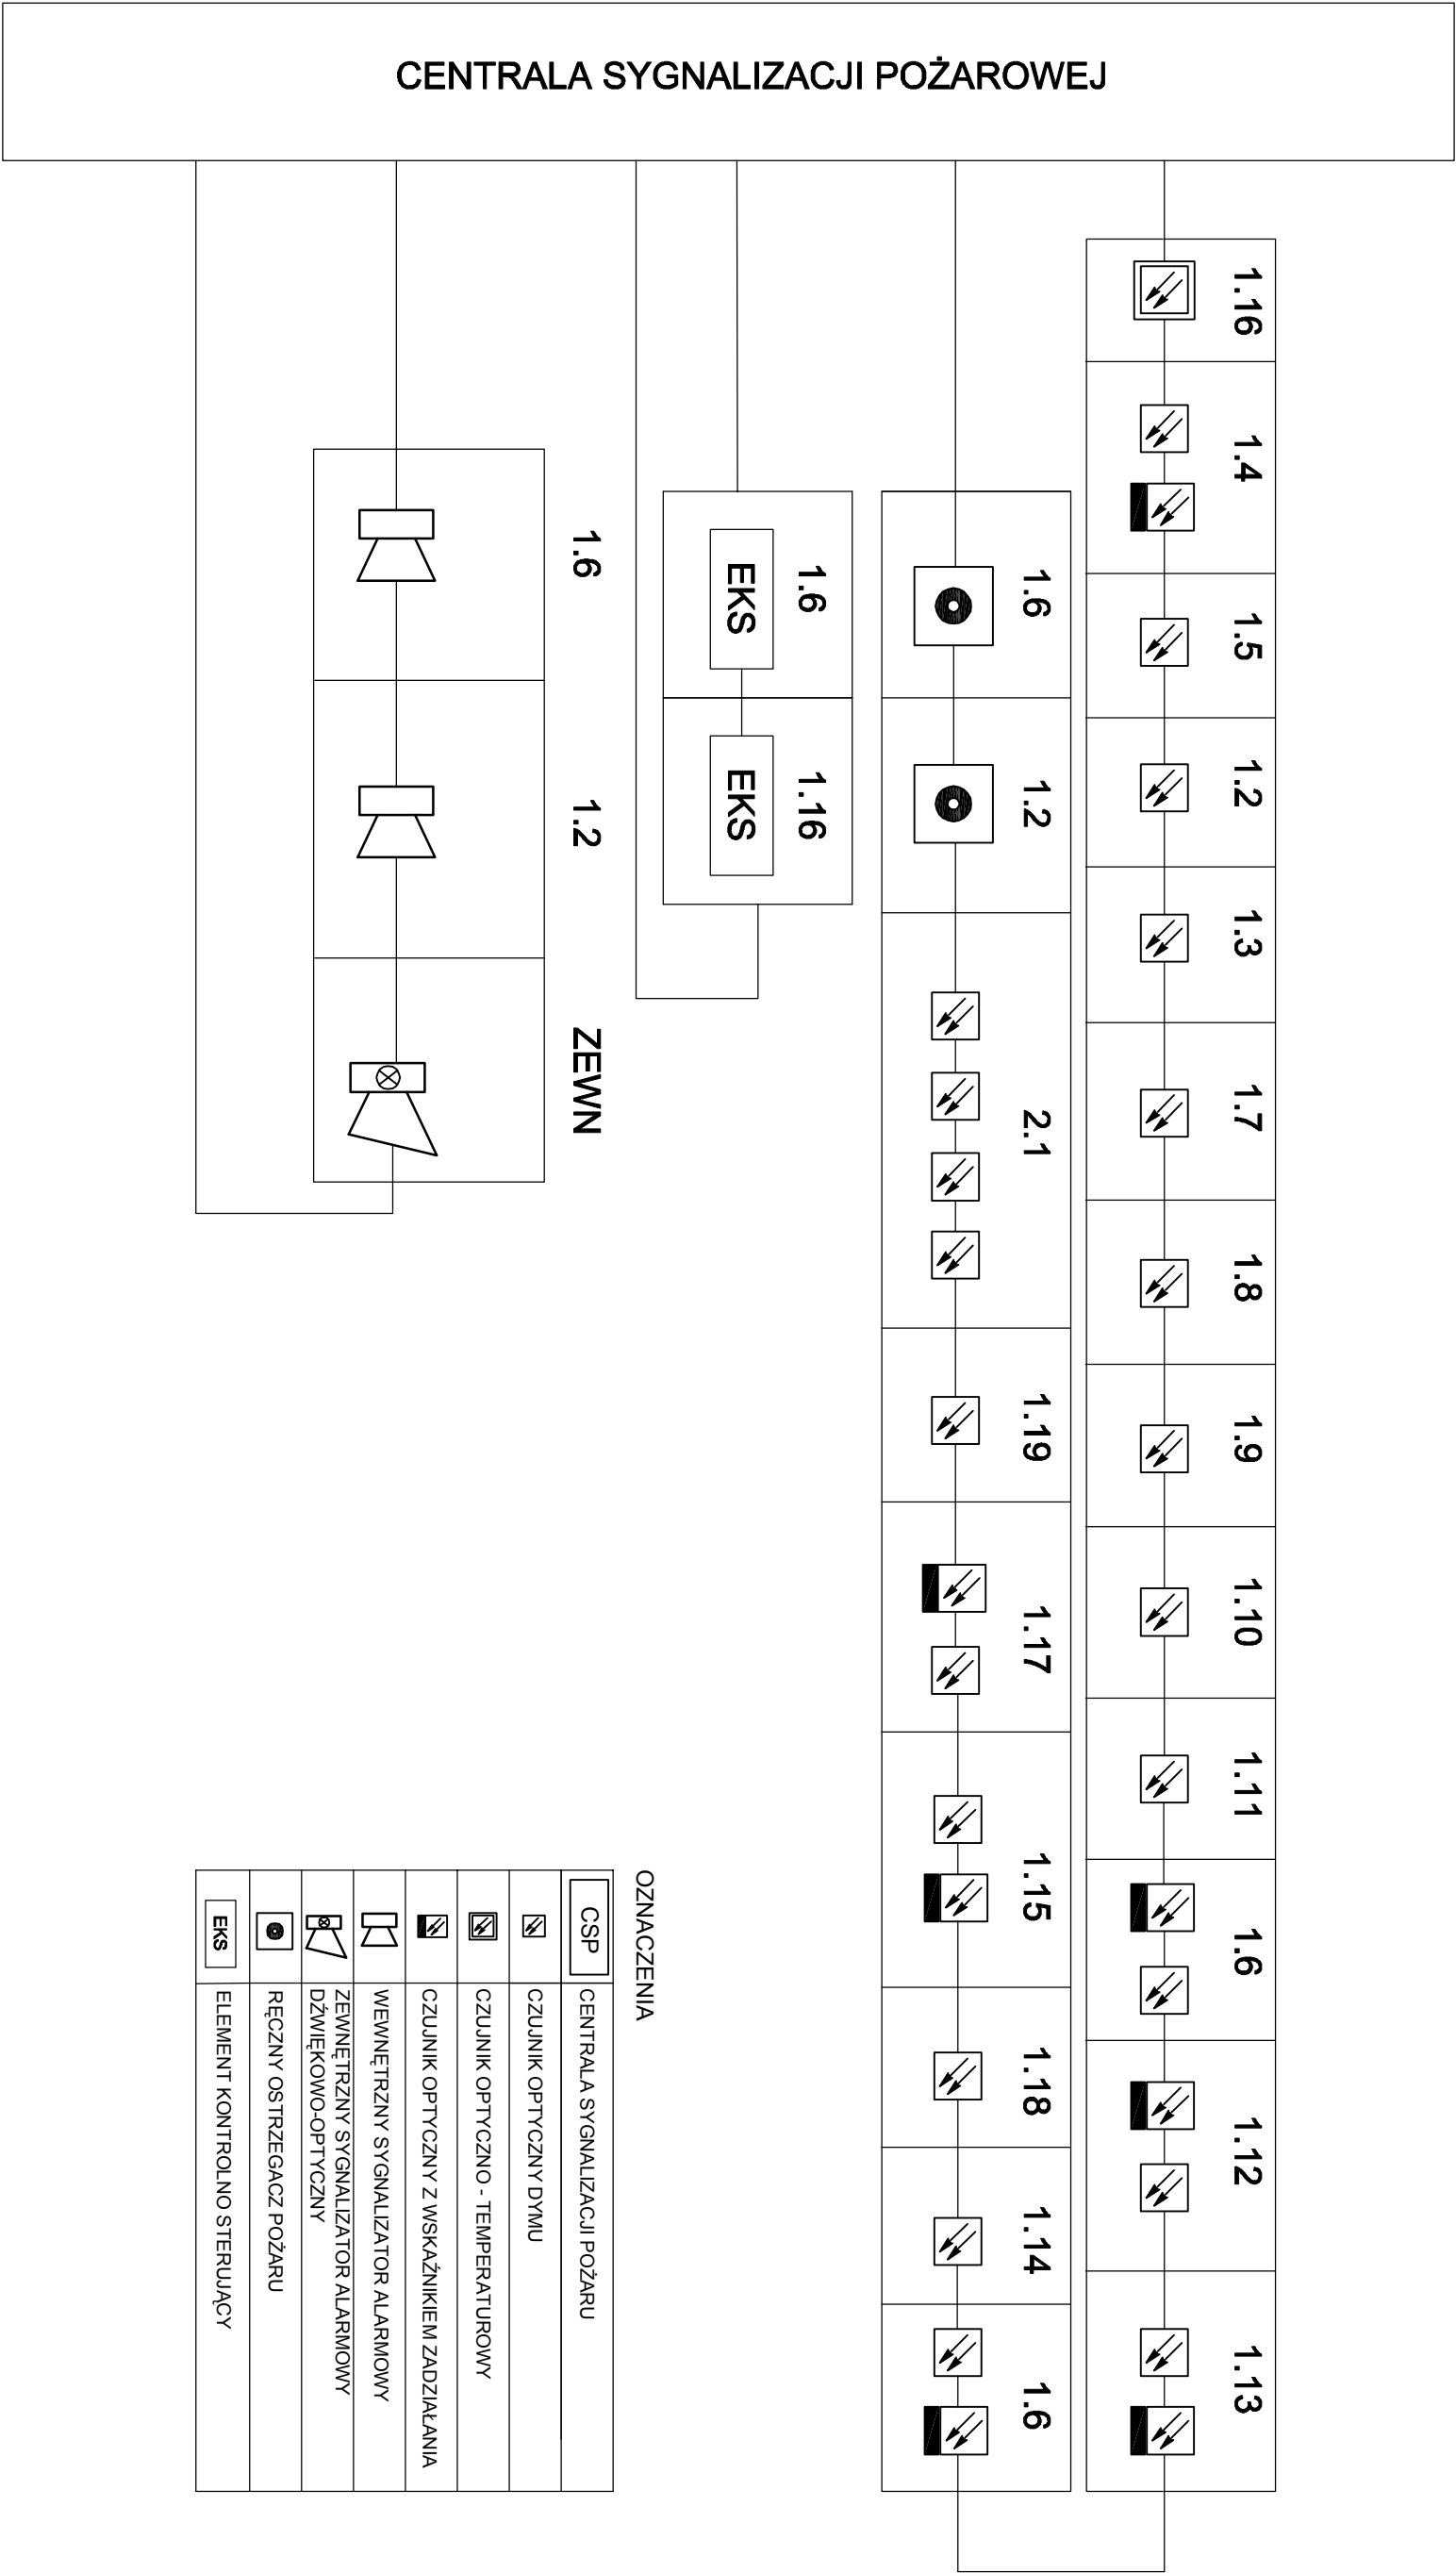 CENTRALA SYGNALIZACJI POŻAROWEJ
1.16
1.4
1.5
1.2
1.3
1.7
1.8
1.9
1.10
1.11
1.6
1.12
1.13
1.6
1.2
2.1
1.19
1.17
1.15
1.18
1.14
1.6
1.6
EKS
1.16
EKS
1.6
1.2
ZEWN
OZNACZENIA
CSP
CENTRALA SYGNALIZACJI POŻARU
CZUJNIK OPTYCZNY DYMU
CZUJNIK OPTYCZNO - TEMPERATUROWY
CZUJNIK OPTYCZNY Z WSKAŹNIKIEM ZADZIAŁANIA
WEWNĘTRZNY SYGNALIZATOR ALARMOWY
ZEWNĘTRZNY SYGNALIZATOR ALARMOWY
DŹWIĘKOWO-OPTYCZNY
RĘCZNY OSTRZEGACZ POŻARU
EKS
ELEMENT KONTROLNO STERUJĄCY